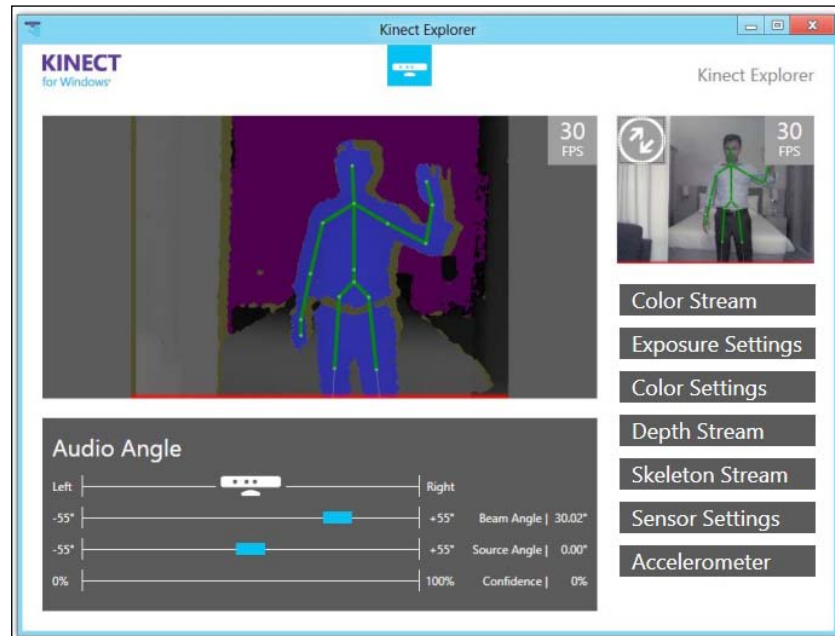 Kinect Explorer
KINECT
for Windows®
Kinect Explorer
30
FPS
30
FPS
Color Stream
Exposure Settings
Color Settings
Depth Stream
Skeleton Stream
Sensor Settings
Accelerometer
Audio Angle
Left Right
-55° +55° Beam Angle | 30.02°
-55° +55° Source Angle | 0.00°
0% 100% Confidence | 0%